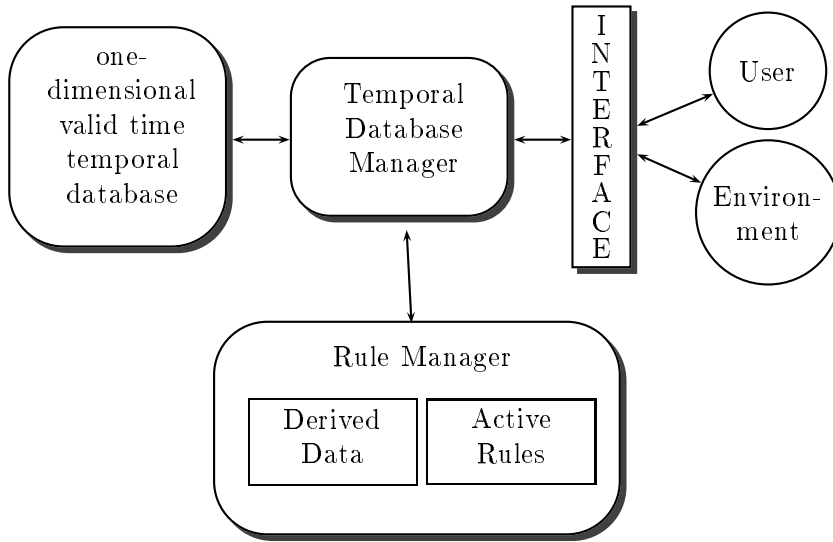 one-
dimensional
valid time
temporal
database
Temporal
Database
Manager
I
N
T
E
R
F
A
C
E
User
Environ-
ment
Rule Manager
Derived
Data
Active
Rules